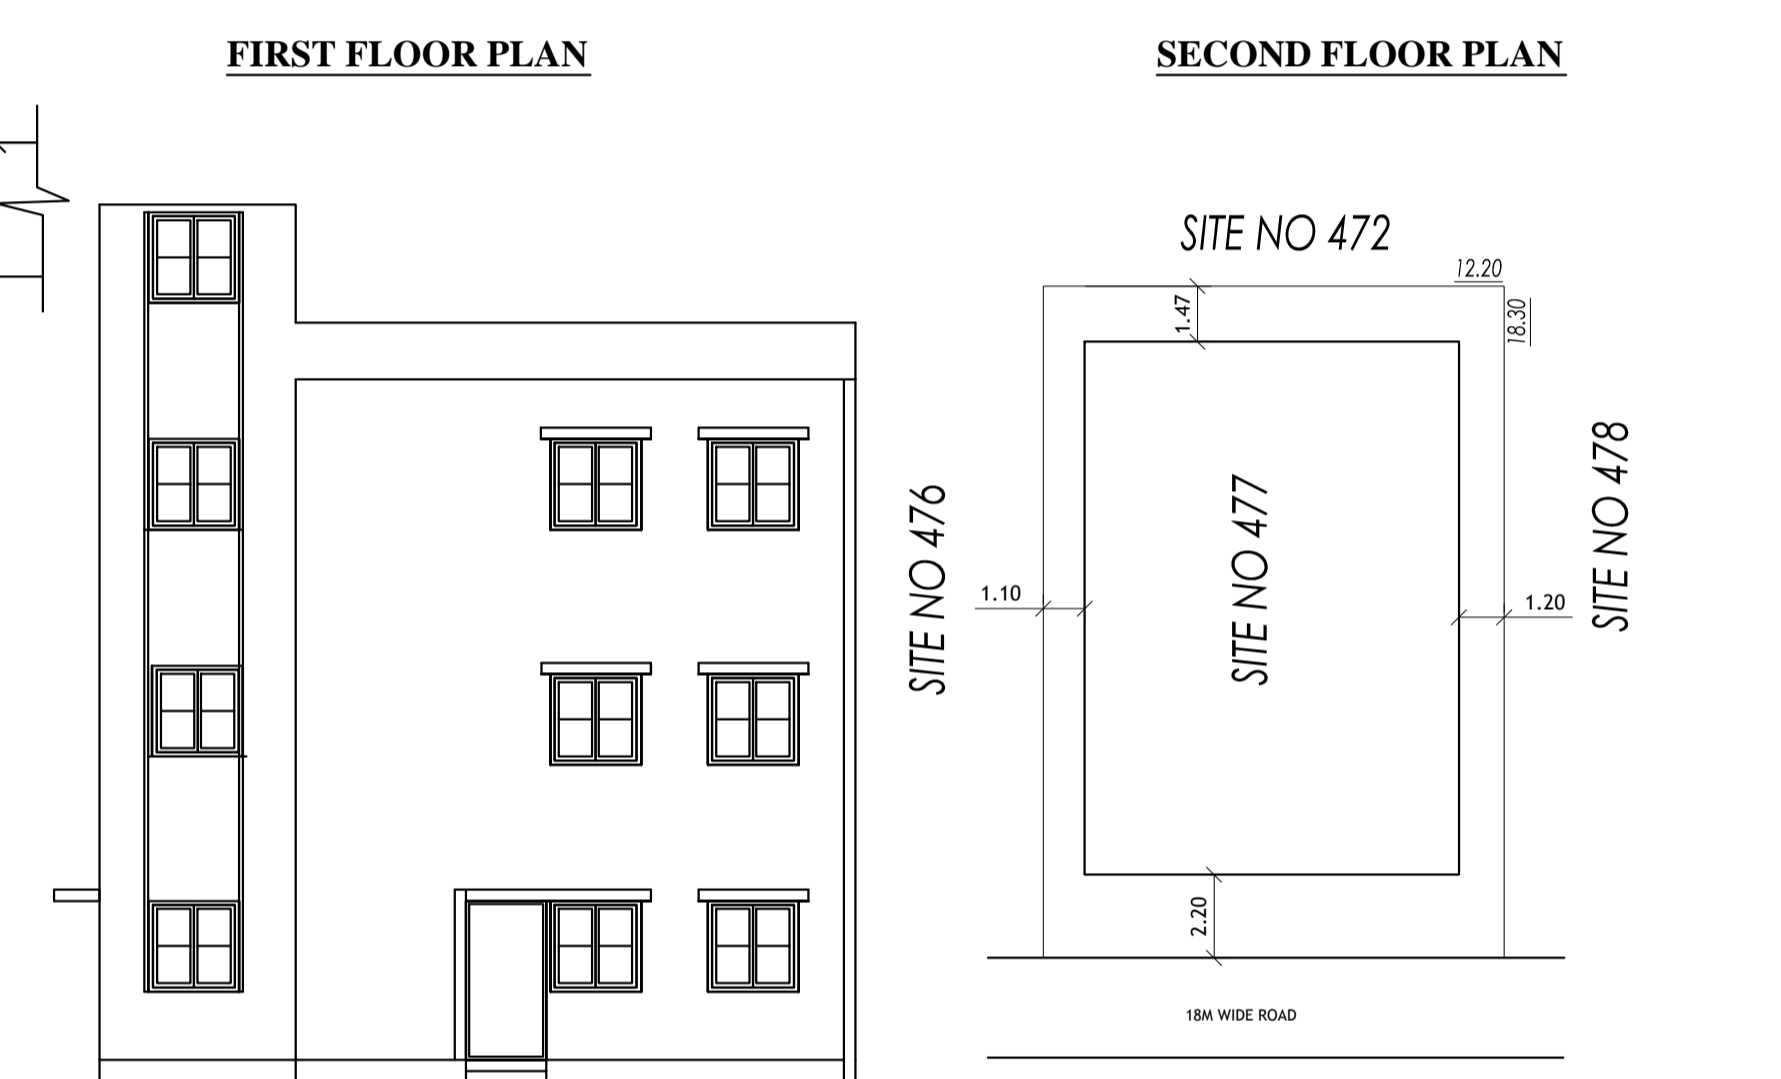 FIRST FLOOR PLAN
SECOND FLOOR PLAN
SITE NO 472
12.20
1.47
18.30
SITE NO 476
SITE NO 477
SITE NO 478
1.10
1.20
2.20
18M WIDE ROAD